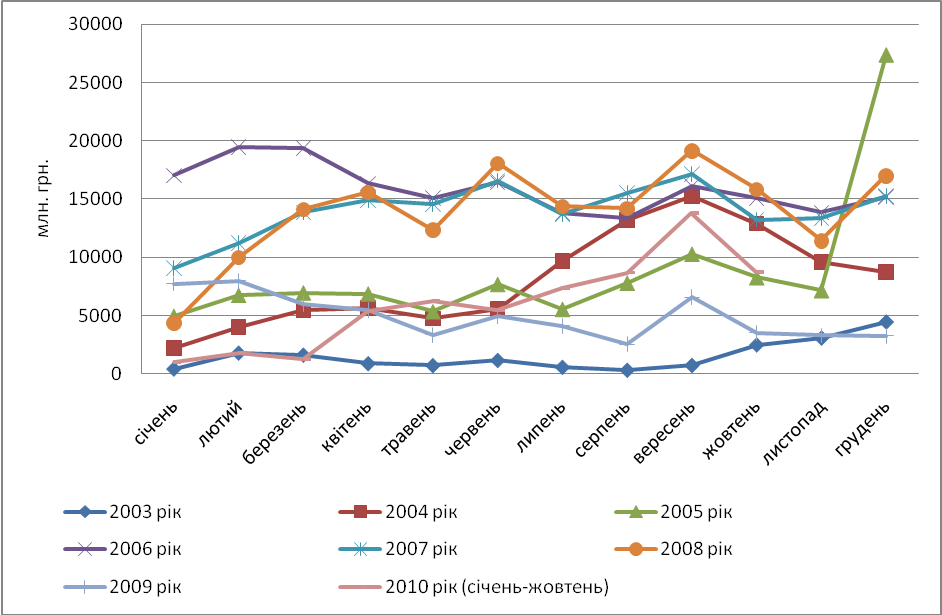 30000
25000
20000
15000
10000
5000
0
млн. грн.
січень
лютий
березень
квітень
травень
червень
липень
серпень
вересень
жовтень
листопад
грудень
2003 рік
2004 рік
2005 рік
2006 рік
2007 рік
2008 рік
2009 рік
2010 рік (січень-жовтень)